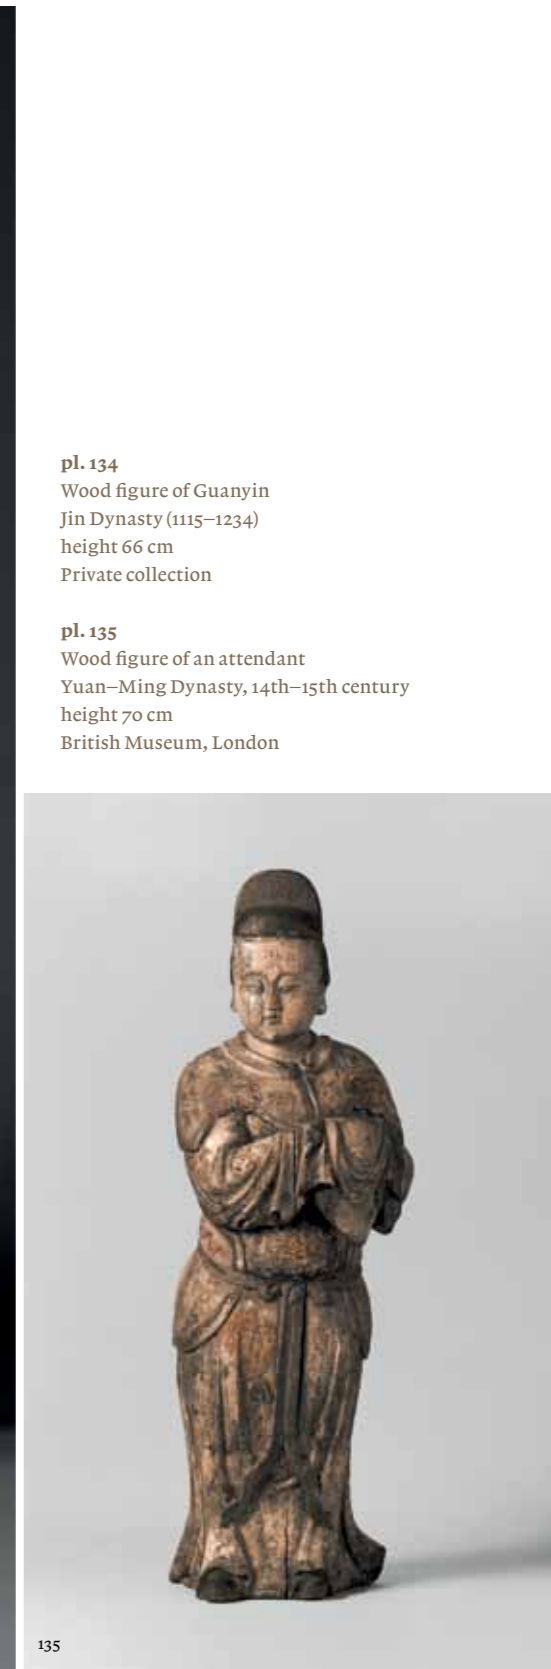 pl. 134
Wood figure of Guanyin
Jin Dynasty (1115–1234)
height 66 cm
Private collection
pl. 135
Wood figure of an attendant
Yuan–Ming Dynasty, 14th–15th century
height 70 cm
British Museum, London
135